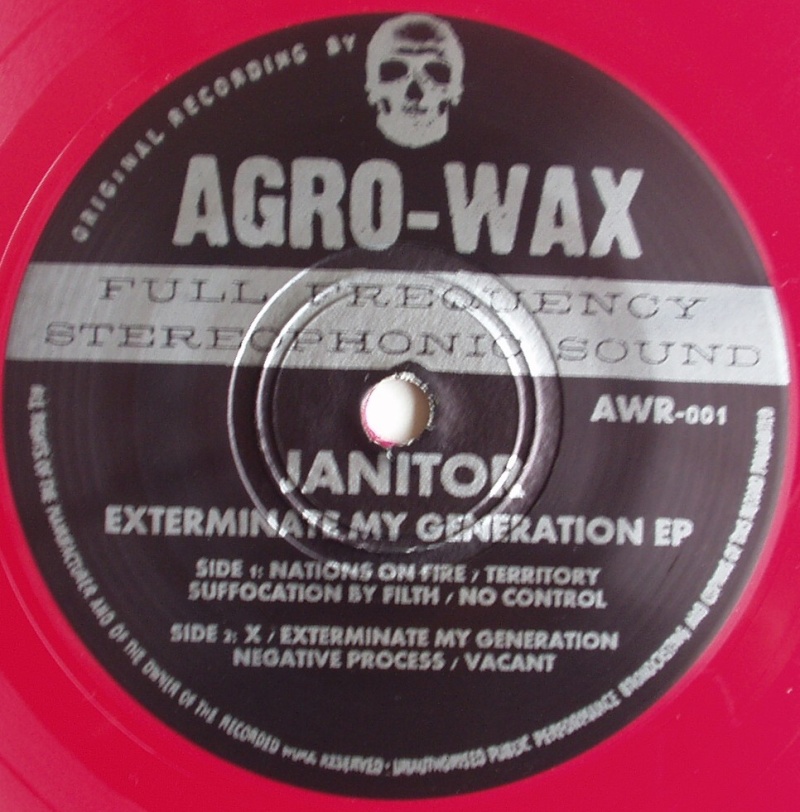 ORIGINAL RECORDING BY
AGRO-WAX
FULL FREQUENCY
STEREOPHONIC SOUND
AWR-001
JANITOR
EXTERMINATE MY GENERATION EP
SIDE 1: NATIONS ON FIRE / TERRITORY
SUFFOCATION BY FILTH / NO CONTROL
SIDE 2: X / EXTERMINATE MY GENERATION
NEGATIVE PROCESS / VACANT
ALL RIGHTS OF THE MANUFACTURER AND OF THE OWNER OF THE RECORDED WORK RESERVED · UNAUTHORISED PUBLIC PERFORMANCE BROADCASTING AND COPYING OF THIS RECORD PROHIBITED